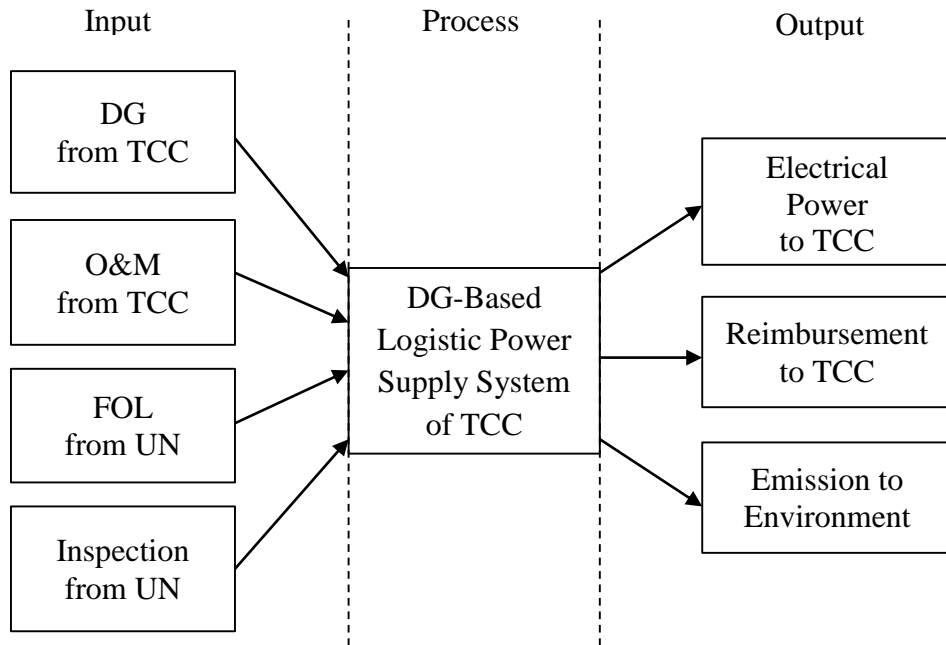 Input
Process
Output
DG
from TCC
O&M
from TCC
FOL
from UN
Inspection
from UN
DG-Based
Logistic Power
Supply System
of TCC
Electrical
Power
to TCC
Reimbursement
to TCC
Emission to
Environment